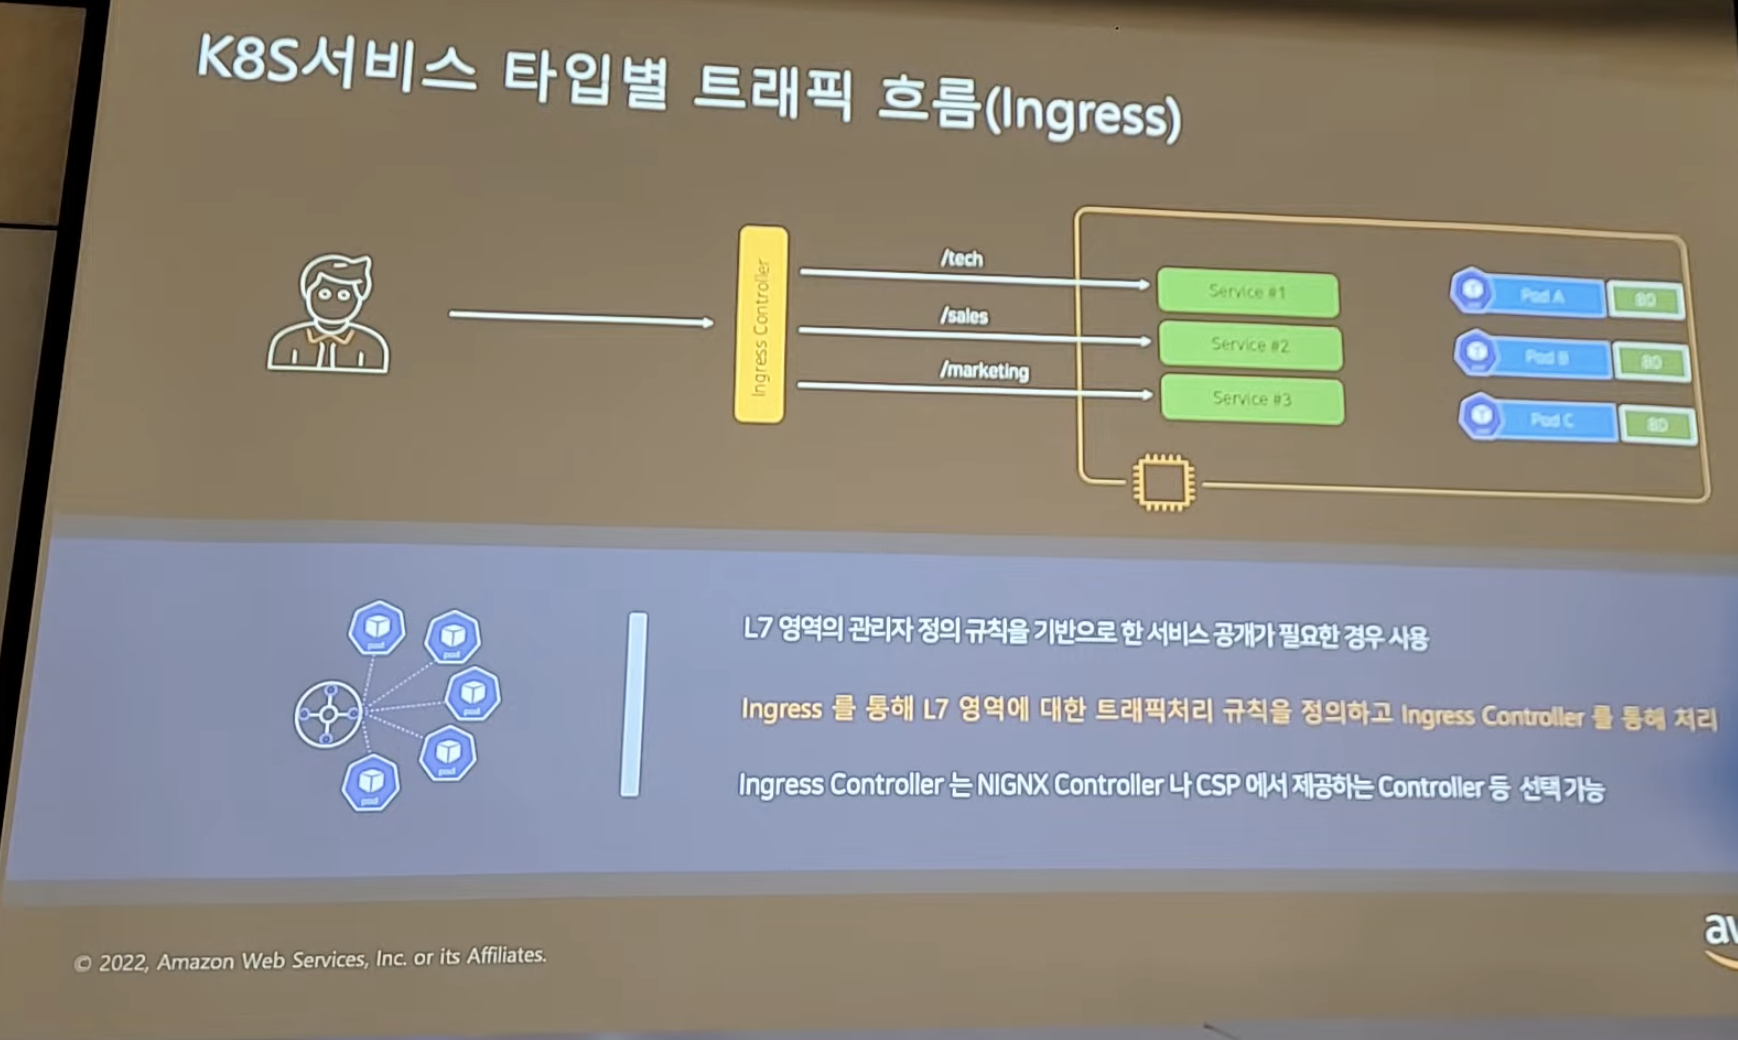 K8S서비스 타입별 트래픽 흐름(Ingress)
Ingress Controller
/tech
/sales
/marketing
Service #1
Service #2
Service #3
Pod A
80
Pod B
80
Pod C
80
pod
pod
pod
pod
pod
L7 영역의 관리자 정의 규칙을 기반으로 한 서비스 공개가 필요한 경우 사용
Ingress 를 통해 L7 영역에 대한 트래픽처리 규칙을 정의하고 Ingress Controller 를 통해 처리
Ingress Controller 는 NIGNX Controller 나 CSP 에서 제공하는 Controller 등 선택 가능
© 2022, Amazon Web Services, Inc. or its Affiliates.